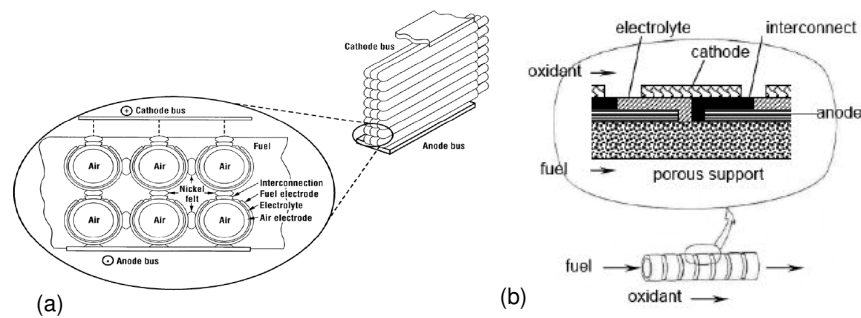 Cathode bus
Anode bus
+ Cathode bus
Fuel
Air Air Air
Nickel
felt
Interconnection
Fuel electrode
Electrolyte
Air electrode
Air Air Air
Anode bus
(a)
electrolyte
interconnect
cathode
oxidant
anode
fuel
porous support
fuel
oxidant
(b)